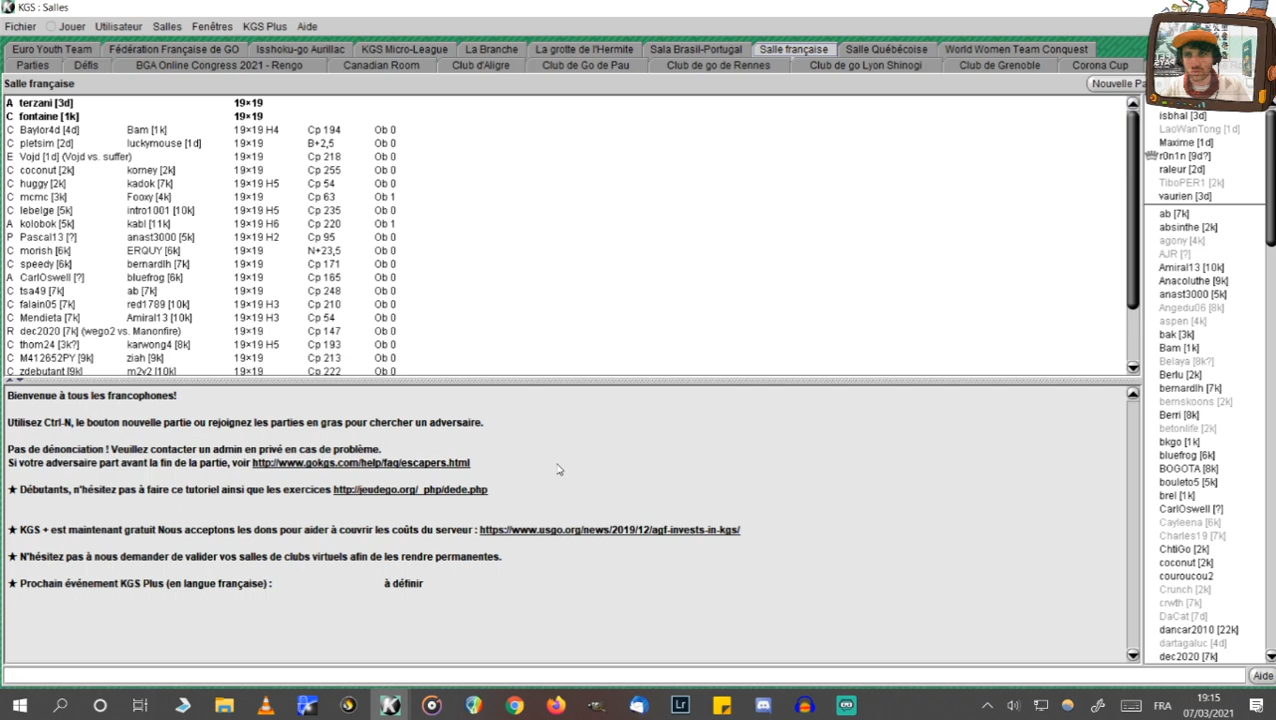 KGS : Salles
Fichier Jouer Utilisateur Salles Fenêtres KGS Plus Aide
Euro Youth Team Fédération Française de GO Isshoku-go Aurillac KGS Micro-League La Branche La grotte de l'Hermite Sala Brasil-Portugal Salle française Salle Québécoise World Women Team Conquest
Parties Défis BGA Online Congress 2021 - Rengo Canadian Room Club d'Aligre Club de Go de Pau Club de go de Rennes Club de go Lyon Shinogi Club de Grenoble Corona Cup
Salle française Nouvelle Pa
A terzani [3d] 19×19
C fontaine [1k] 19×19
C Baylor4d [4d] Bam [1k] 19×19 H4 Cp 194 Ob 0
C pletsim [2d] luckymouse [1d] 19×19 B+2,5 Ob 0
E Vojd [1d] (Vojd vs. suffer) 19×19 Cp 218 Ob 0
C coconut [2k] korney [2k] 19×19 Cp 255 Ob 0
C huggy [2k] kadok [7k] 19×19 H5 Cp 54 Ob 0
C mcmc [3k] Fooxy [4k] 19×19 Cp 63 Ob 1
C lebelge [5k] intro1001 [10k] 19×19 H5 Cp 235 Ob 0
A kolobok [5k] kabl [11k] 19×19 H6 Cp 220 Ob 1
P Pascal13 [?] anast3000 [5k] 19×19 H2 Cp 95 Ob 0
C morish [6k] ERQUY [6k] 19×19 N+23,5 Ob 0
C speedy [6k] bernardlh [7k] 19×19 Cp 171 Ob 0
A CarlOswell [?] bluefrog [6k] 19×19 Cp 165 Ob 0
C tsa49 [7k] ab [7k] 19×19 Cp 248 Ob 0
C falain05 [7k] red1789 [10k] 19×19 H3 Cp 210 Ob 0
C Mendieta [7k] Amiral13 [10k] 19×19 H3 Cp 54 Ob 0
R dec2020 [7k] (wego2 vs. Manonfire) 19×19 Cp 147 Ob 0
C thom24 [3k?] karwong4 [8k] 19×19 H5 Cp 193 Ob 0
C M412652PY [9k] ziah [9k] 19×19 Cp 213 Ob 0
C zdebutant [9k] m2v2 [10k] 19×19 Cp 222 Ob 0
Bienvenue à tous les francophones!
Utilisez Ctrl-N, le bouton nouvelle partie ou rejoignez les parties en gras pour chercher un adversaire.
Pas de dénonciation ! Veuillez contacter un admin en privé en cas de problème.
Si votre adversaire part avant la fin de la partie, voir http://www.gokgs.com/help/faq/escapers.html
★ Débutants, n'hésitez pas à faire ce tutoriel ainsi que les exercices http://jeudego.org/_php/dede.php
★ KGS + est maintenant gratuit Nous acceptons les dons pour aider à couvrir les coûts du serveur : https://www.usgo.org/news/2019/12/agf-invests-in-kgs/
★ N'hésitez pas à nous demander de valider vos salles de clubs virtuels afin de les rendre permanentes.
★ Prochain événement KGS Plus (en langue française) : à définir
isbhal [3d]
LaoWanTong [1d]
Maxime [1d]
r0n1n [9d?]
raleur [2d]
TiboPER1 [2k]
vaurien [3d]
ab [7k]
absinthe [2k]
agony [4k]
AJR [?]
Amiral13 [10k]
Anacoluthe [9k]
anast3000 [5k]
Angedu06 [8k]
aspen [4k]
bak [3k]
Bam [1k]
Belaya [8k?]
Berlu [2k]
bernardlh [7k]
bernskoons [2k]
Berri [8k]
betonlife [2k]
bkgo [1k]
bluefrog [6k]
BOGOTA [8k]
bouleto5 [5k]
brel [1k]
CarlOswell [?]
Cayleena [6k]
Charles19 [7k]
ChtiGo [2k]
coconut [2k]
couroucou2
Crunch [2k]
crwth [7k]
DaCat [7d]
dancar2010 [22k]
dartagaluc [4d]
dec2020 [7k]
Aide
Lr
FRA
19:15
07/03/2021